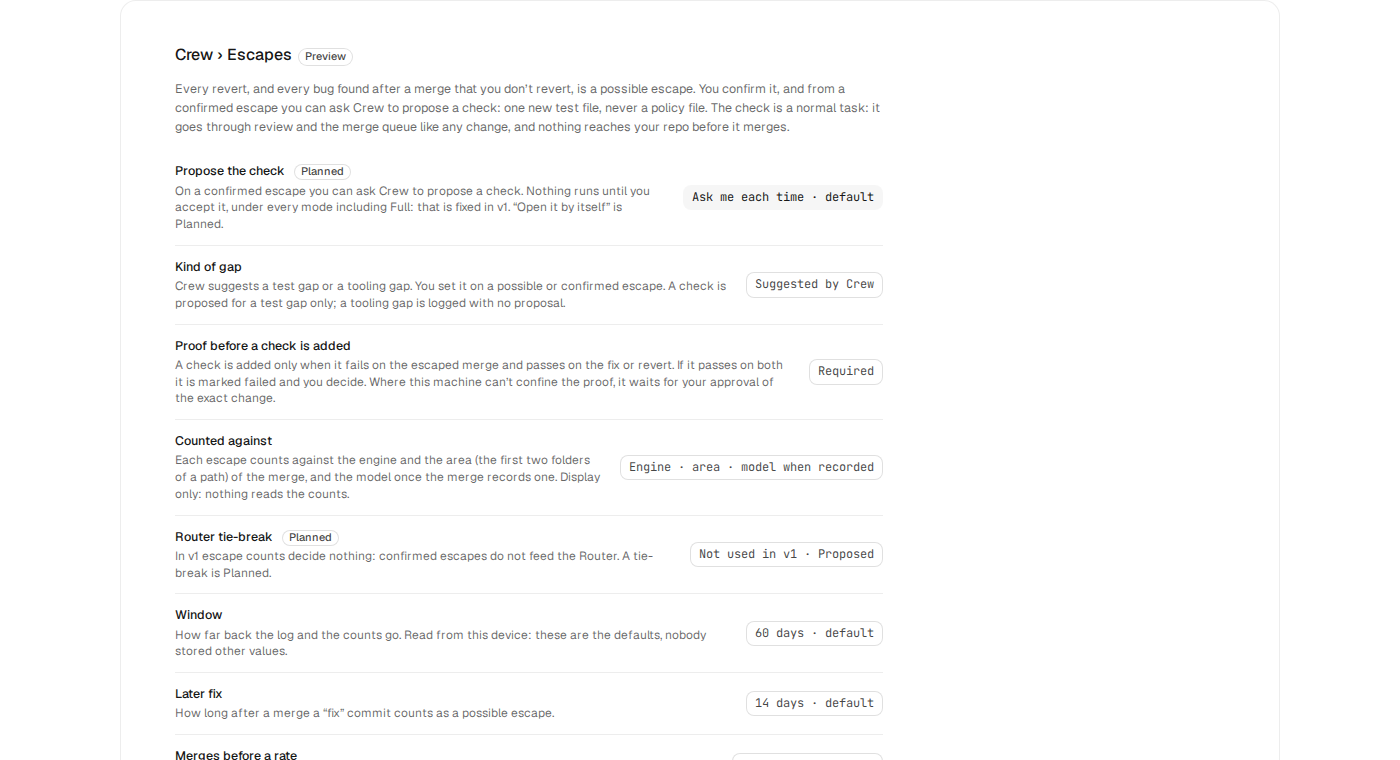 Crew › Escapes Preview
Every revert, and every bug found after a merge that you don’t revert, is a possible escape. You confirm it, and from a
confirmed escape you can ask Crew to propose a check: one new test file, never a policy file. The check is a normal task: it
goes through review and the merge queue like any change, and nothing reaches your repo before it merges.
Propose the check Planned
On a confirmed escape you can ask Crew to propose a check. Nothing runs until you
accept it, under every mode including Full: that is fixed in v1. “Open it by itself” is
Planned.
Ask me each time · default
Kind of gap
Crew suggests a test gap or a tooling gap. You set it on a possible or confirmed escape. A check is
proposed for a test gap only; a tooling gap is logged with no proposal.
Suggested by Crew
Proof before a check is added
A check is added only when it fails on the escaped merge and passes on the fix or revert. If it passes on both
it is marked failed and you decide. Where this machine can’t confine the proof, it waits for your approval of
the exact change.
Required
Counted against
Each escape counts against the engine and the area (the first two folders
of a path) of the merge, and the model once the merge records one. Display
only: nothing reads the counts.
Engine · area · model when recorded
Router tie-break Planned
In v1 escape counts decide nothing: confirmed escapes do not feed the Router. A tie-
break is Planned.
Not used in v1 · Proposed
Window
How far back the log and the counts go. Read from this device: these are the defaults, nobody
stored other values.
60 days · default
Later fix
How long after a merge a “fix” commit counts as a possible escape.
14 days · default
Merges before a rate